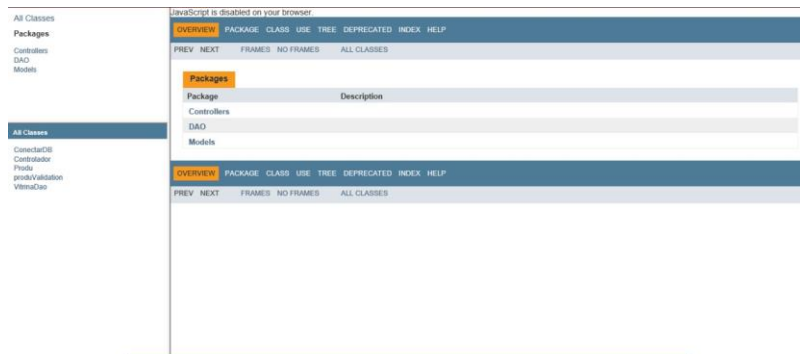 All Classes
Packages
Controllers
DAO
Models
All Classes
ConectarDB
Controlador
Produ
produValidation
VitrinaDao
JavaScript is disabled on your browser.
OVERVIEW PACKAGE CLASS USE TREE DEPRECATED INDEX HELP
PREV NEXT FRAMES NO FRAMES ALL CLASSES
Packages
Package Description
Controllers
DAO
Models
OVERVIEW PACKAGE CLASS USE TREE DEPRECATED INDEX HELP
PREV NEXT FRAMES NO FRAMES ALL CLASSES